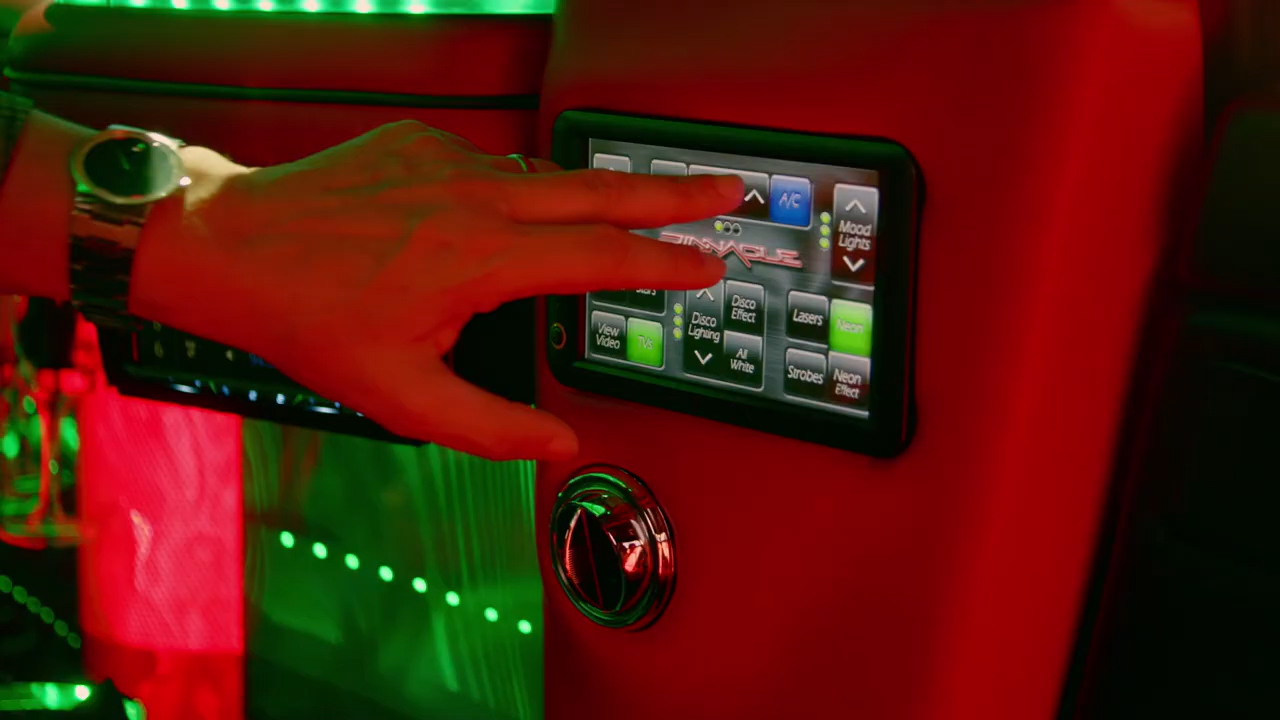 A/C
Mood
Lights
PINNACLE
Disco
Lighting
Disco
Effect
All
White
View
Video
TVs
Lasers
Neon
Strobes
Neon
Effect